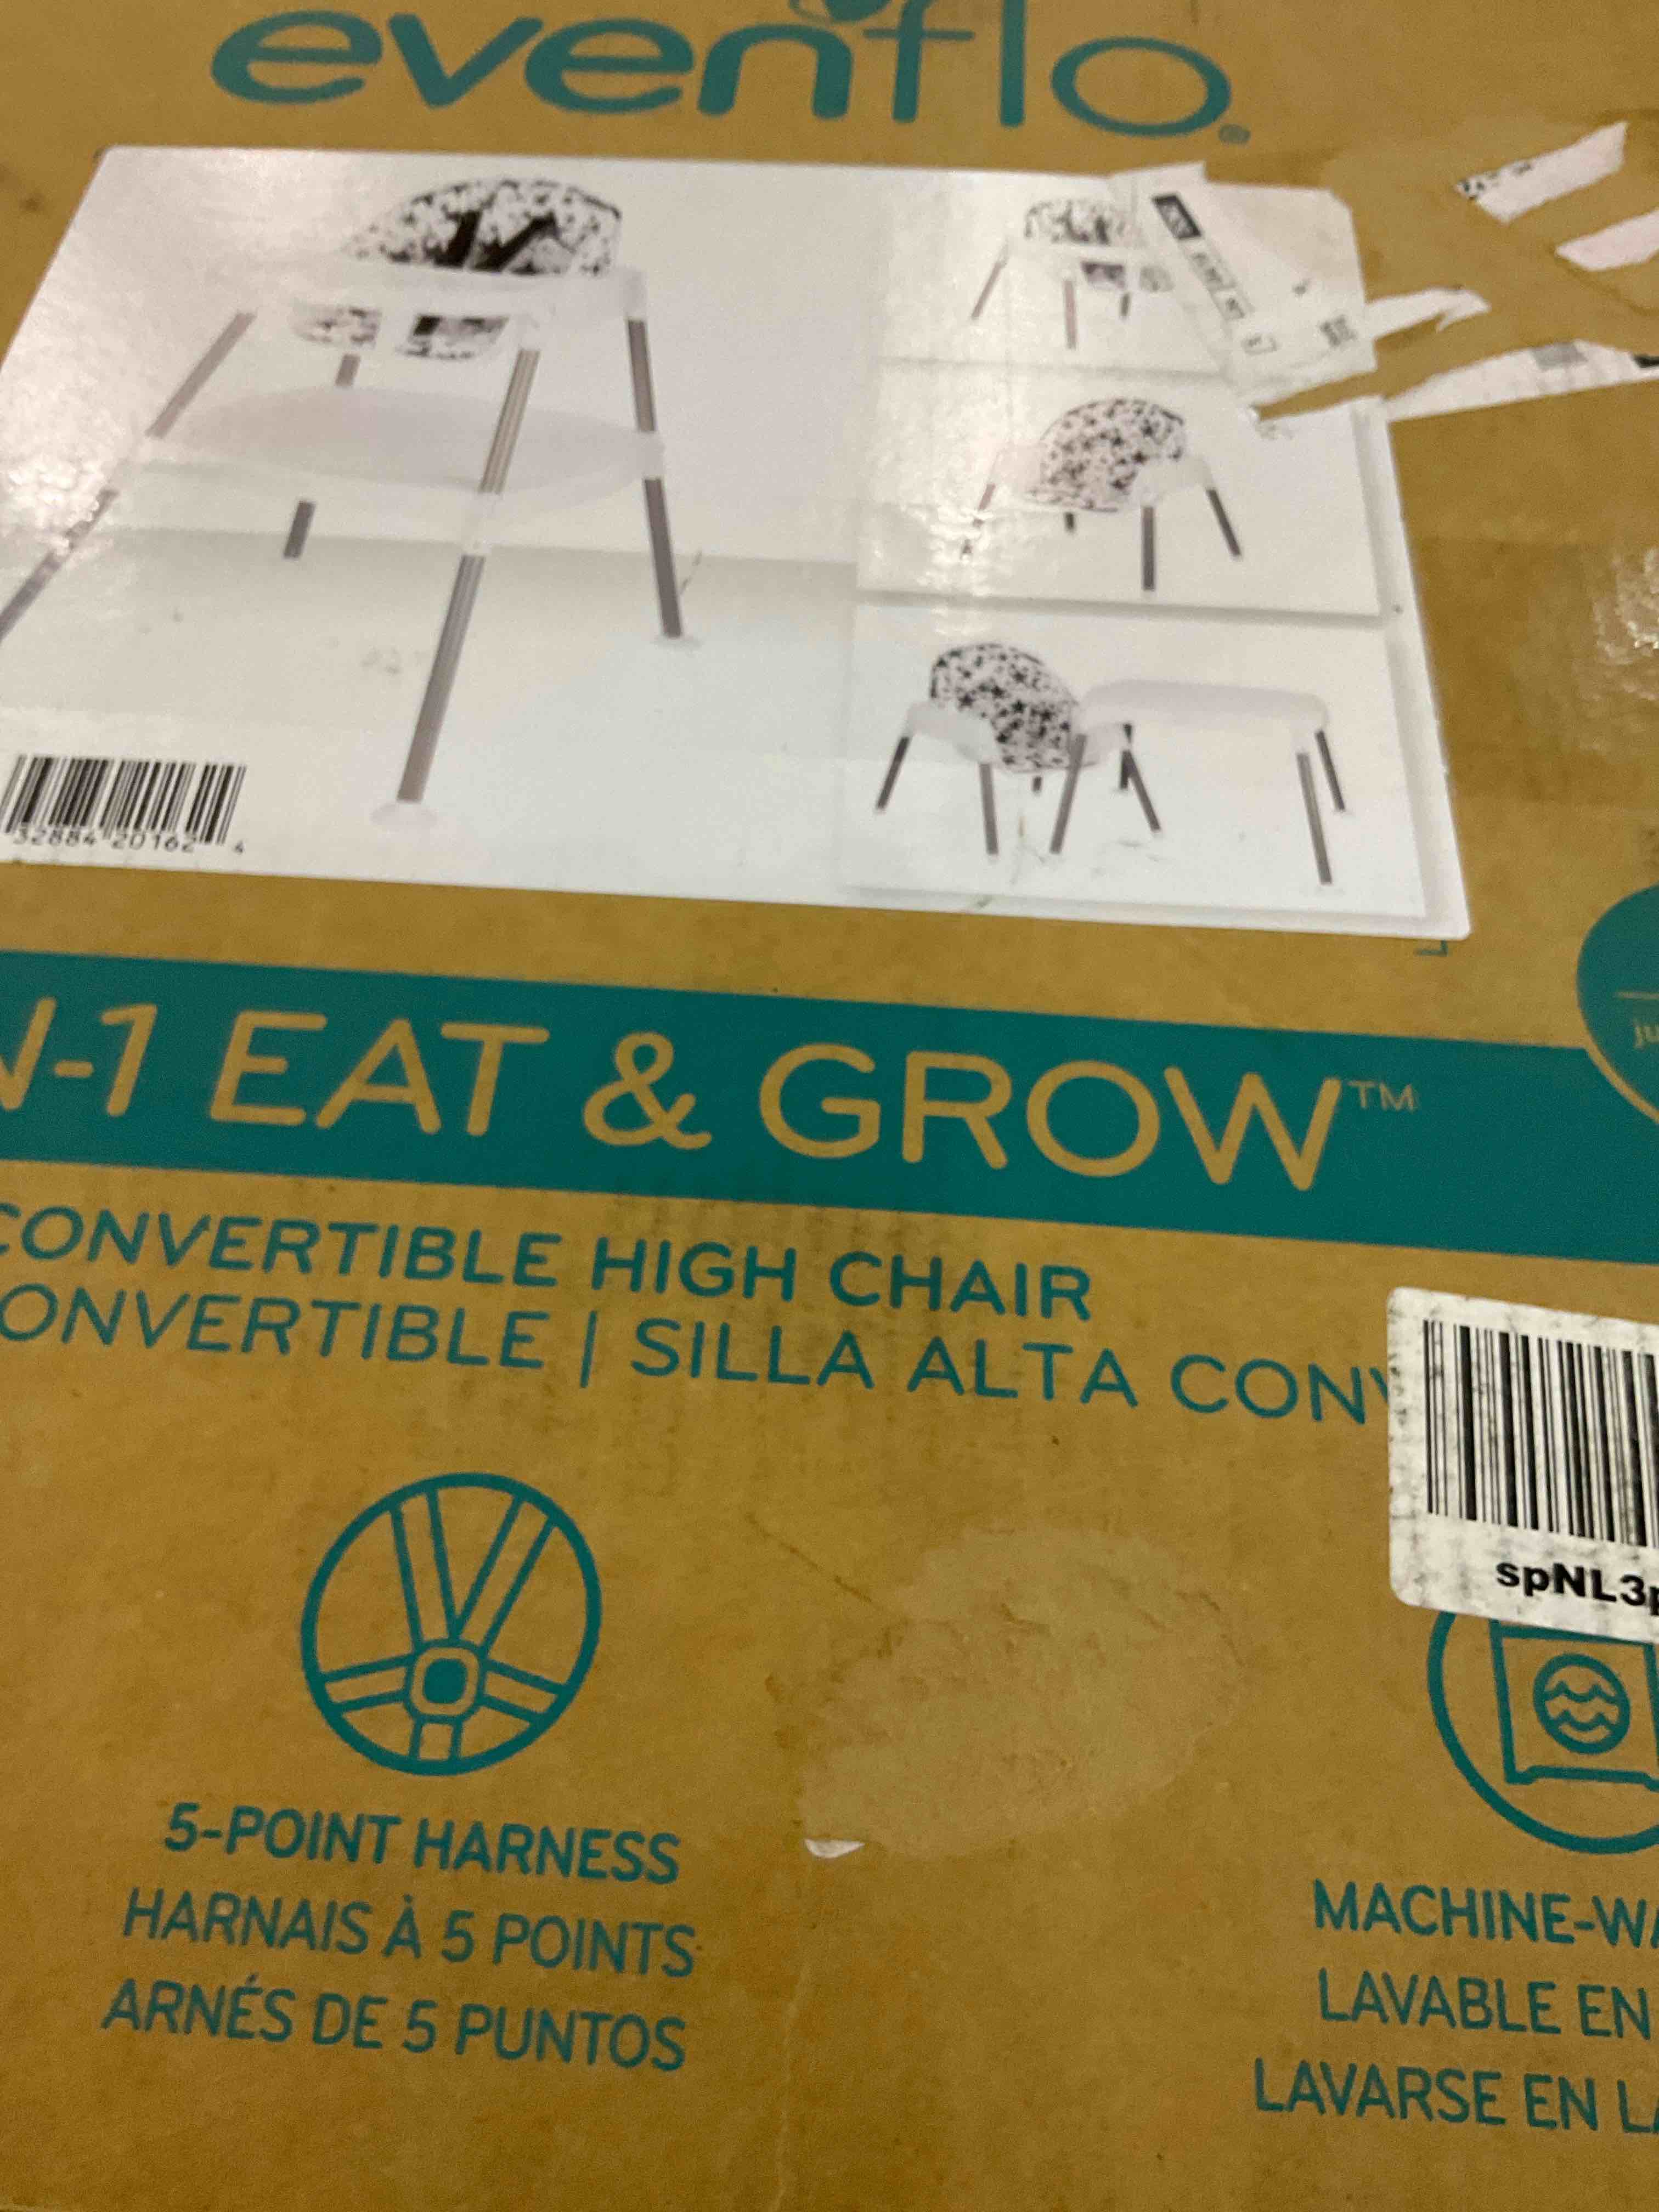 evenflo®
32884 20162 4
N-1 EAT & GROW™
CONVERTIBLE HIGH CHAIR
ONVERTIBLE | SILLA ALTA CONV
spNL3p
5-POINT HARNESS
HARNAIS À 5 POINTS
ARNÉS DE 5 PUNTOS
MACHINE-WA
LAVABLE EN
LAVARSE EN LA